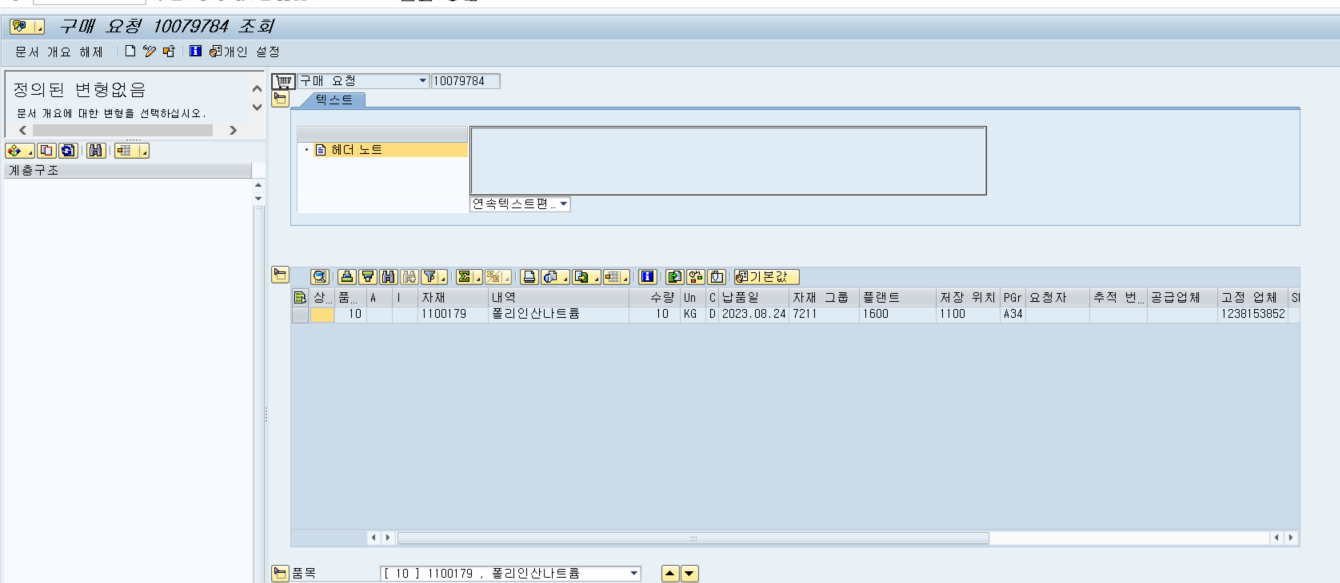 구매 요청 10079784 조회
문서 개요 해제 개인 설정
정의된 변형없음
문서 개요에 대한 변형을 선택하십시오.
계층구조
구매 요청 10079784
텍스트
헤더 노트
연속텍스트편..
기본값
상.. 품... A I 자재 내역 수량 Un C 납품일 자재 그룹 플랜트 저장 위치 PGr 요청자 추적 번... 공급업체 고정 업체
10 1100179 폴리인산나트륨 10 KG D 2023.08.24 7211 1600 1100 A34 1238153852
품목 [ 10 ] 1100179 , 폴리인산나트륨